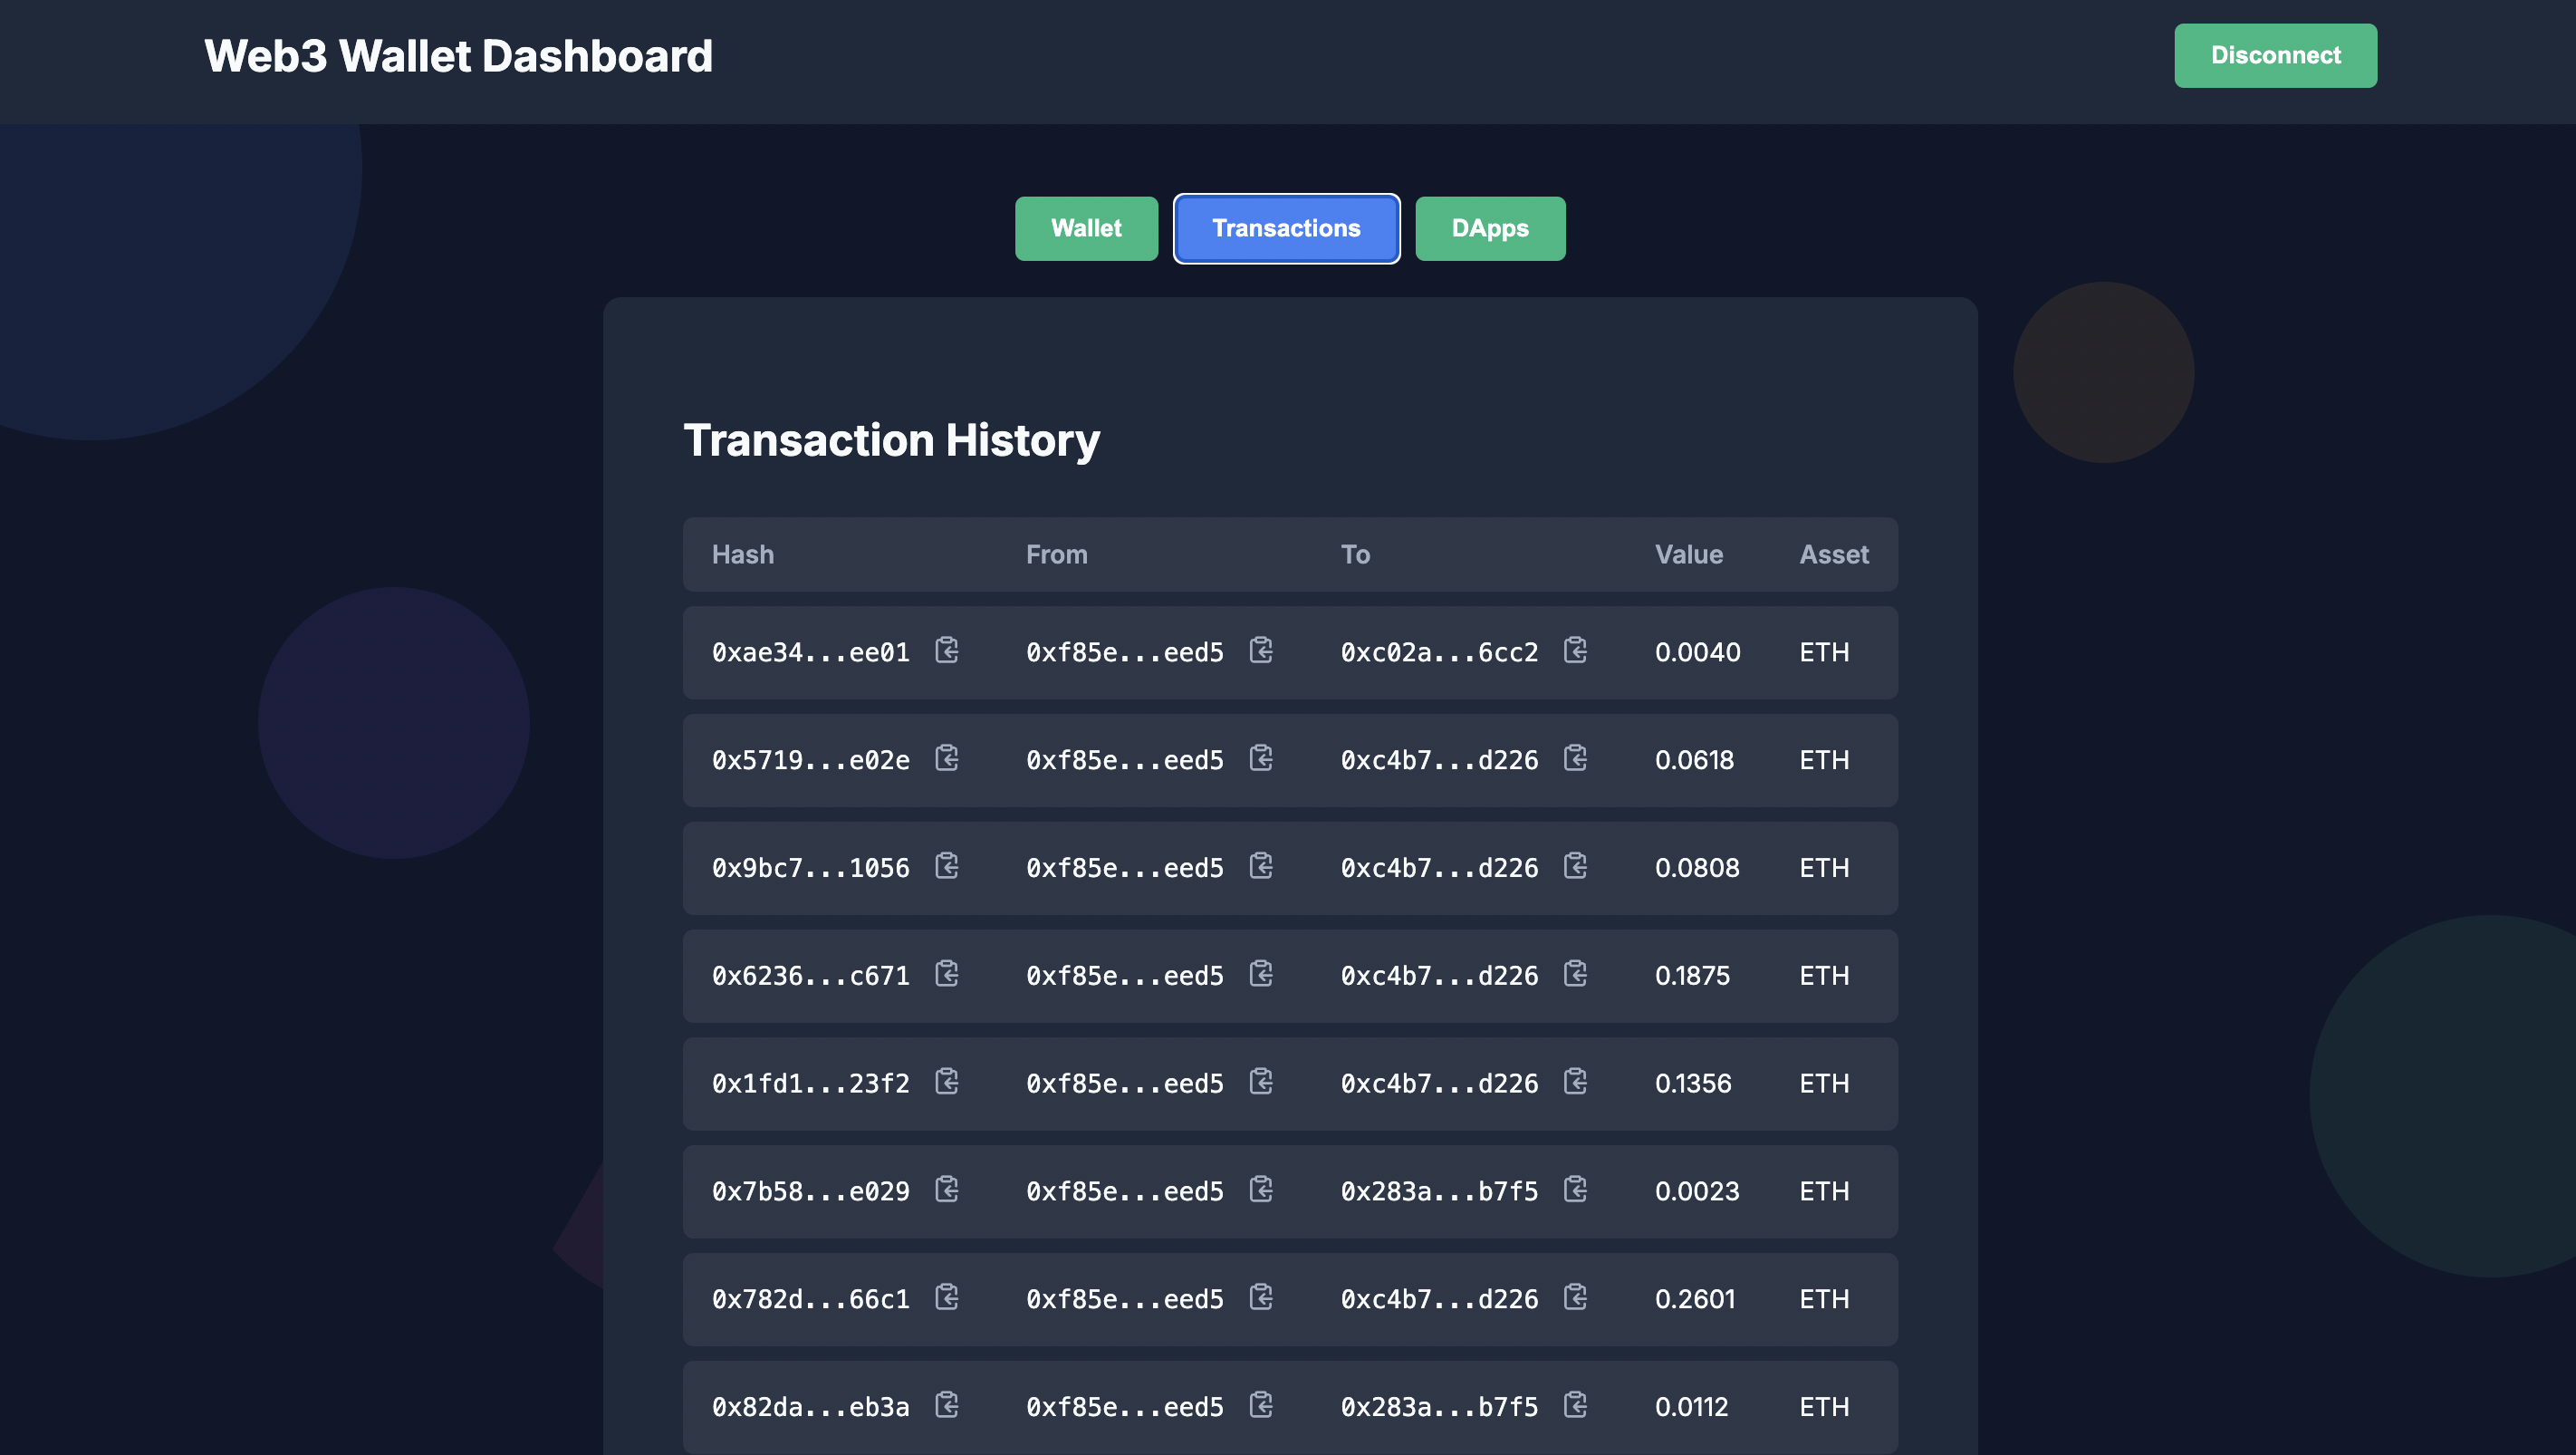 Web3 Wallet Dashboard Disconnect
Wallet Transactions DApps
Transaction History
Hash From To Value Asset
0xae34...ee01 0xf85e...eed5 0xc02a...6cc2 0.0040 ETH
0x5719...e02e 0xf85e...eed5 0xc4b7...d226 0.0618 ETH
0x9bc7...1056 0xf85e...eed5 0xc4b7...d226 0.0808 ETH
0x6236...c671 0xf85e...eed5 0xc4b7...d226 0.1875 ETH
0x1fd1...23f2 0xf85e...eed5 0xc4b7...d226 0.1356 ETH
0x7b58...e029 0xf85e...eed5 0x283a...b7f5 0.0023 ETH
0x782d...66c1 0xf85e...eed5 0xc4b7...d226 0.2601 ETH
0x82da...eb3a 0xf85e...eed5 0x283a...b7f5 0.0112 ETH